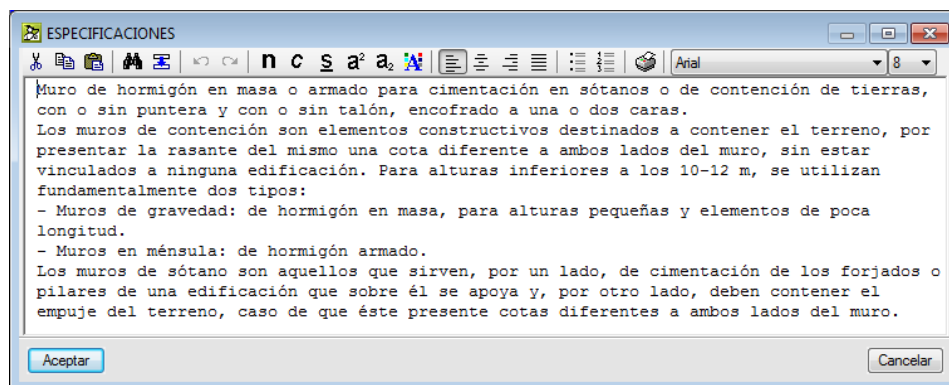 ESPECIFICACIONES
n c s a² a₂ A Arial 8
Muro de hormigón en masa o armado para cimentación en sótanos o de contención de tierras,
con o sin puntera y con o sin talón, encofrado a una o dos caras.
Los muros de contención son elementos constructivos destinados a contener el terreno, por
presentar la rasante del mismo una cota diferente a ambos lados del muro, sin estar
vinculados a ninguna edificación. Para alturas inferiores a los 10-12 m, se utilizan
fundamentalmente dos tipos:
- Muros de gravedad: de hormigón en masa, para alturas pequeñas y elementos de poca
longitud.
- Muros en ménsula: de hormigón armado.
Los muros de sótano son aquellos que sirven, por un lado, de cimentación de los forjados o
pilares de una edificación que sobre él se apoya y, por otro lado, deben contener el
empuje del terreno, caso de que éste presente cotas diferentes a ambos lados del muro.
Aceptar Cancelar